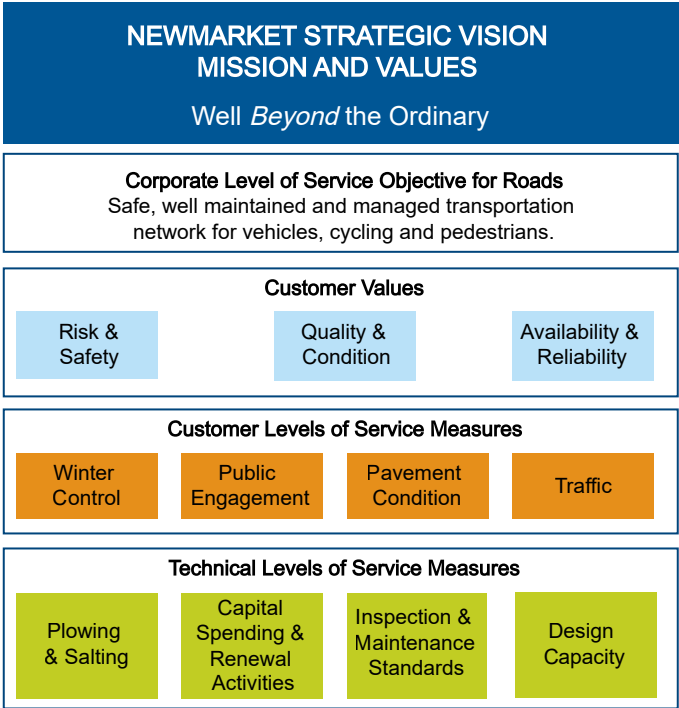 NEWMARKET STRATEGIC VISION
MISSION AND VALUES
Well Beyond the Ordinary
Corporate Level of Service Objective for Roads
Safe, well maintained and managed transportation
network for vehicles, cycling and pedestrians.
Customer Values
Risk &
Safety
Quality &
Condition
Availability &
Reliability
Customer Levels of Service Measures
Winter
Control
Public
Engagement
Pavement
Condition
Traffic
Technical Levels of Service Measures
Plowing
& Salting
Capital
Spending &
Renewal
Activities
Inspection &
Maintenance
Standards
Design
Capacity